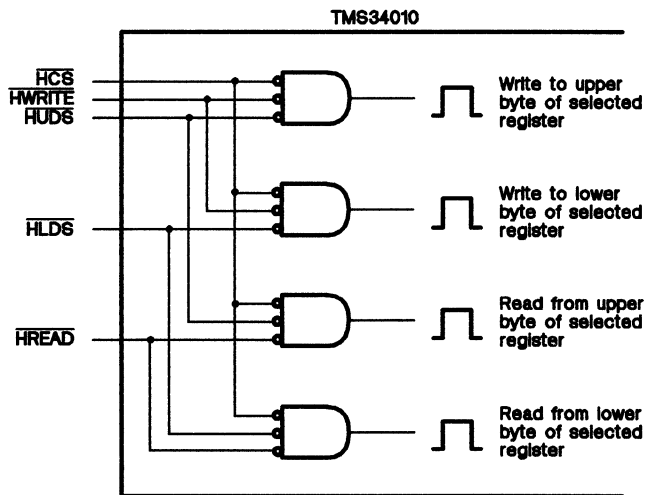 TMS34010
HCS
HWRITE
HUDS
HLDS
HREAD
Write to upper
byte of selected
register
Write to lower
byte of selected
register
Read from upper
byte of selected
register
Read from lower
byte of selected
register